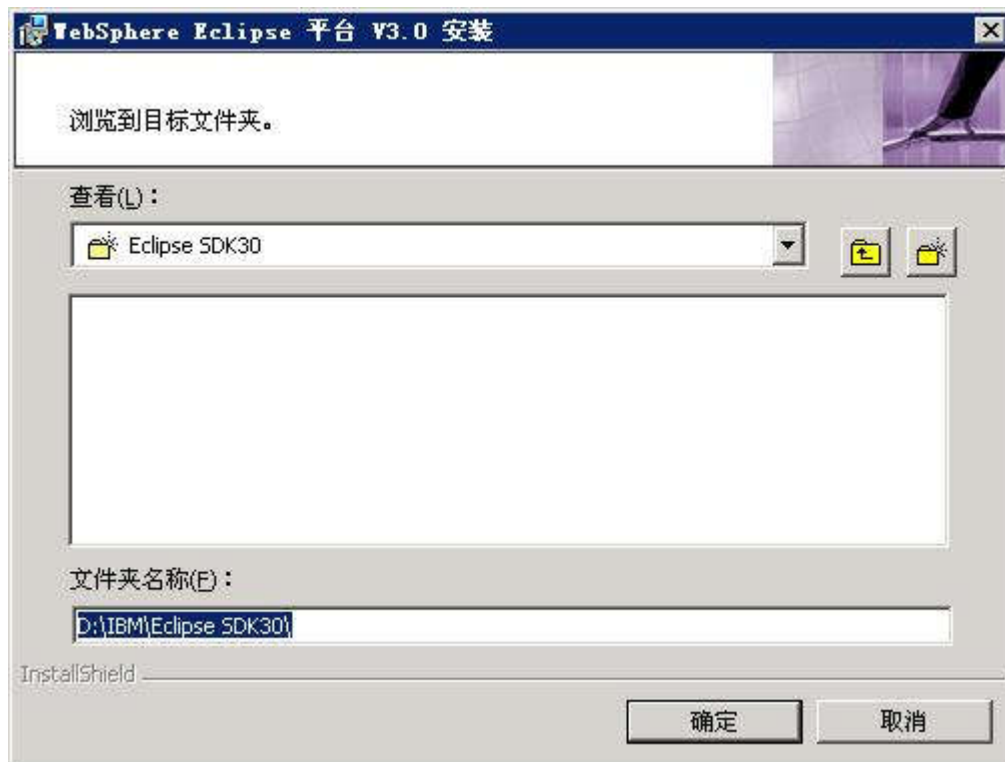 WebSphere Eclipse 平台 V3.0 安装
浏览到目标文件夹。
查看(L)：
Eclipse SDK30
文件夹名称(F)：
D:\IBM\Eclipse SDK30\
InstallShield
确定 取消